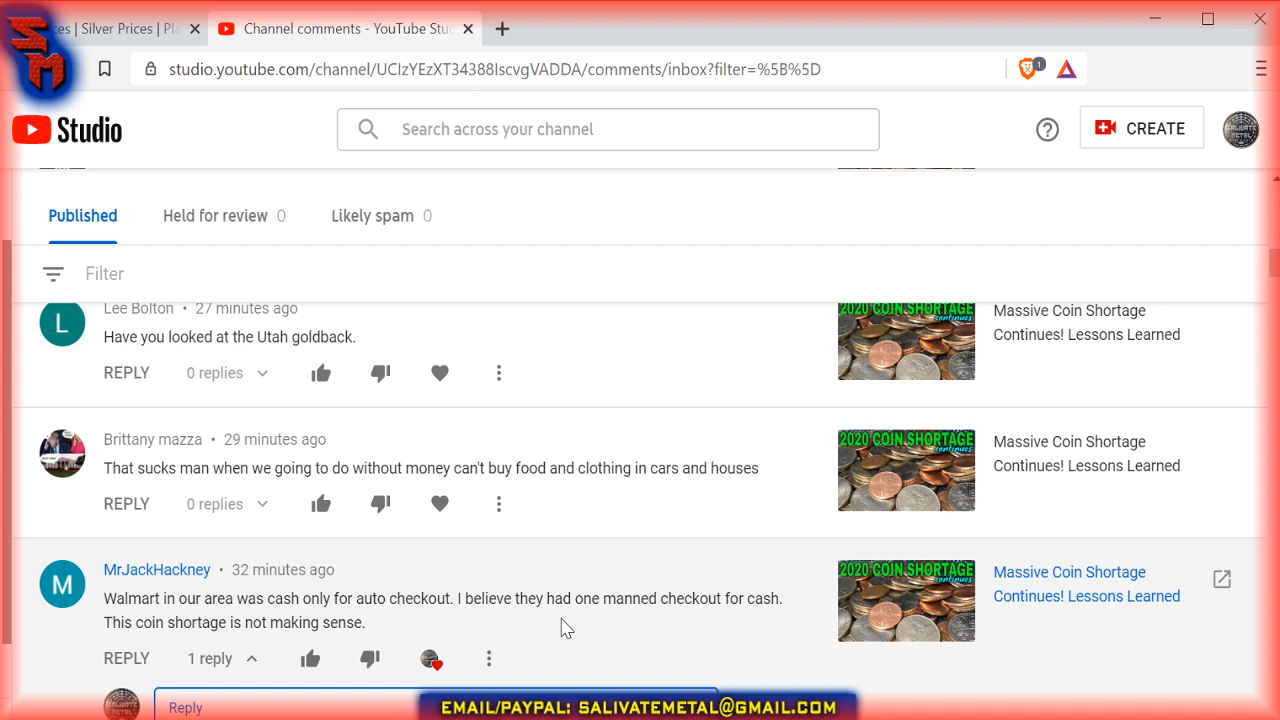 SM
es | Silver Prices | Pla
Channel comments - YouTube Stu
studio.youtube.com/channel/UCIzYEzXT34388IscvgVADDA/comments/inbox?filter=%5B%5D
1
Studio
Search across your channel
CREATE
Published
Held for review 0
Likely spam 0
Filter
Lee Bolton • 27 minutes ago
Have you looked at the Utah goldback.
REPLY 0 replies
2020 COIN SHORTAGE
continues
Massive Coin Shortage
Continues! Lessons Learned
Brittany mazza • 29 minutes ago
That sucks man when we going to do without money can't buy food and clothing in cars and houses
REPLY 0 replies
2020 COIN SHORTAGE
continues
Massive Coin Shortage
Continues! Lessons Learned
M
MrJackHackney • 32 minutes ago
Walmart in our area was cash only for auto checkout. I believe they had one manned checkout for cash.
This coin shortage is not making sense.
REPLY 1 reply
2020 COIN SHORTAGE
continues
Massive Coin Shortage
Continues! Lessons Learned
Reply
EMAIL/PAYPAL: SALIVATEMETAL@GMAIL.COM